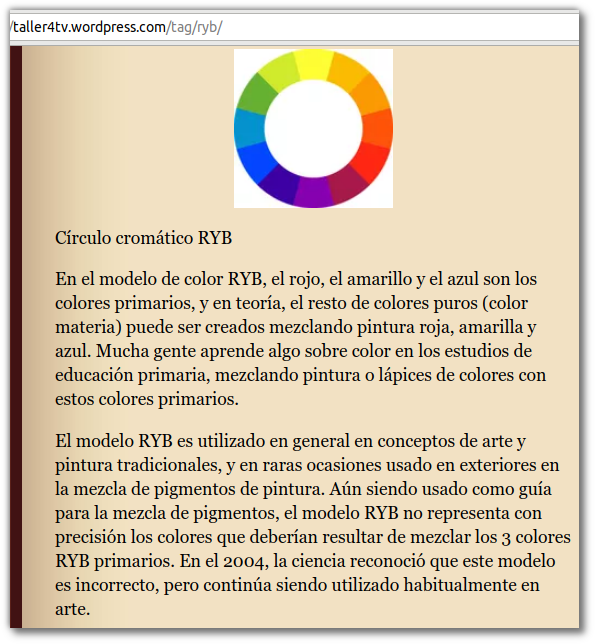 /taller4tv.wordpress.com/tag/ryb/
Círculo cromático RYB
En el modelo de color RYB, el rojo, el amarillo y el azul son los
colores primarios, y en teoría, el resto de colores puros (color
materia) puede ser creados mezclando pintura roja, amarilla y
azul. Mucha gente aprende algo sobre color en los estudios de
educación primaria, mezclando pintura o lápices de colores con
estos colores primarios.
El modelo RYB es utilizado en general en conceptos de arte y
pintura tradicionales, y en raras ocasiones usado en exteriores en
la mezcla de pigmentos de pintura. Aún siendo usado como guía
para la mezcla de pigmentos, el modelo RYB no representa con
precisión los colores que deberían resultar de mezclar los 3 colores
RYB primarios. En el 2004, la ciencia reconoció que este modelo
es incorrecto, pero continúa siendo utilizado habitualmente en
arte.